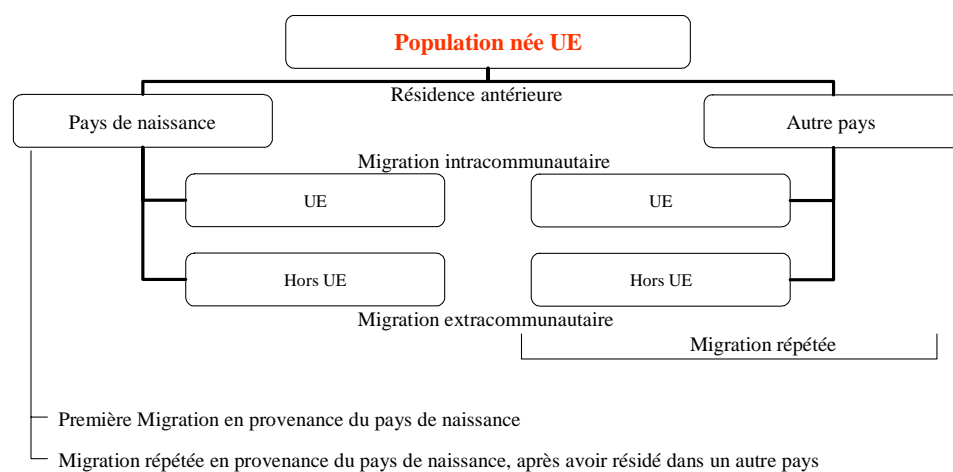 Population née UE
Résidence antérieure
Pays de naissance
Autre pays
Migration intracommunautaire
UE
UE
Hors UE
Hors UE
Migration extracommunautaire
Migration répétée
Première Migration en provenance du pays de naissance
Migration répétée en provenance du pays de naissance, après avoir résidé dans un autre pays